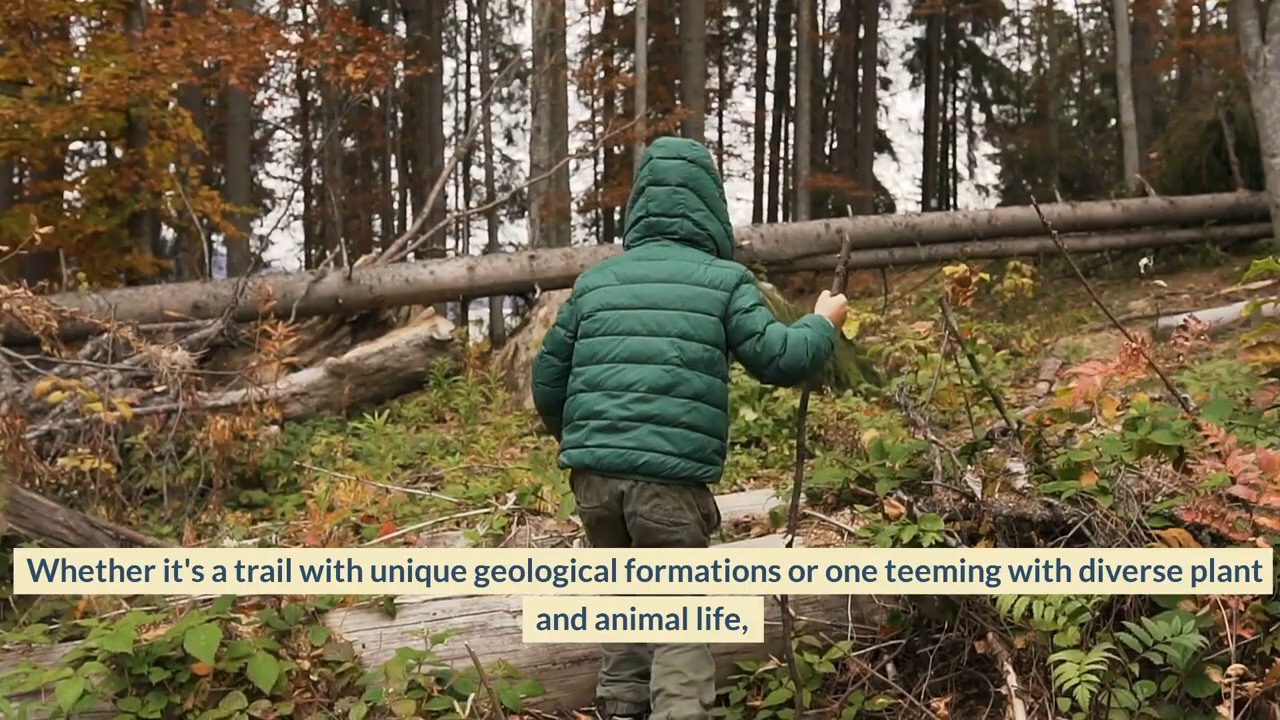 Whether it's a trail with unique geological formations or one teeming with diverse plant
and animal life,